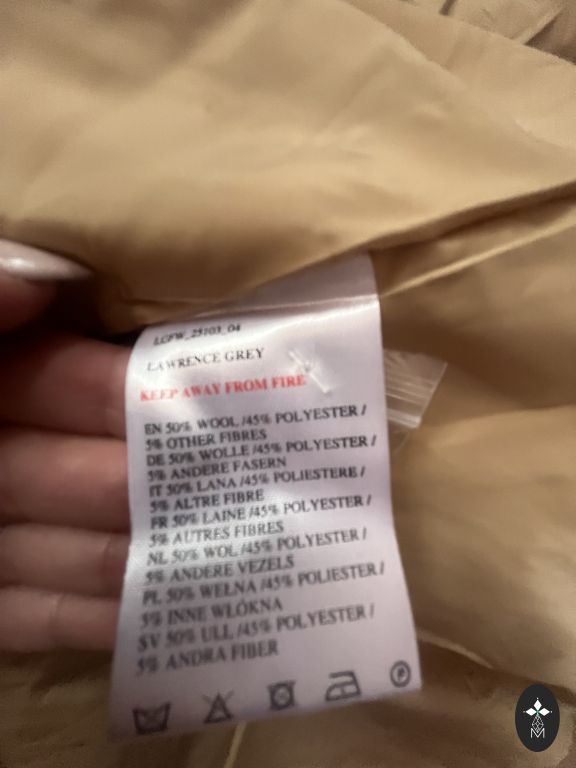 LCFW_25103_04
LAWRENCE GREY
KEEP AWAY FROM FIRE
EN 50% WOOL /45% POLYESTER /
5% OTHER FIBRES
DE 50% WOLLE /45% POLYESTER /
5% ANDERE FASERN
IT 50% LANA /45% POLIESTERE /
5% ALTRE FIBRE
FR 50% LAINE /45% POLYESTER /
5% AUTRES FIBRES
NL 50% WOL /45% POLYESTER /
5% ANDERE VEZELS
PL 50% WEŁNA /45% POLIESTER /
5% INNE WŁÓKNA
SV 50% ULL /45% POLYESTER /
5% ANDRA FIBER
P
M